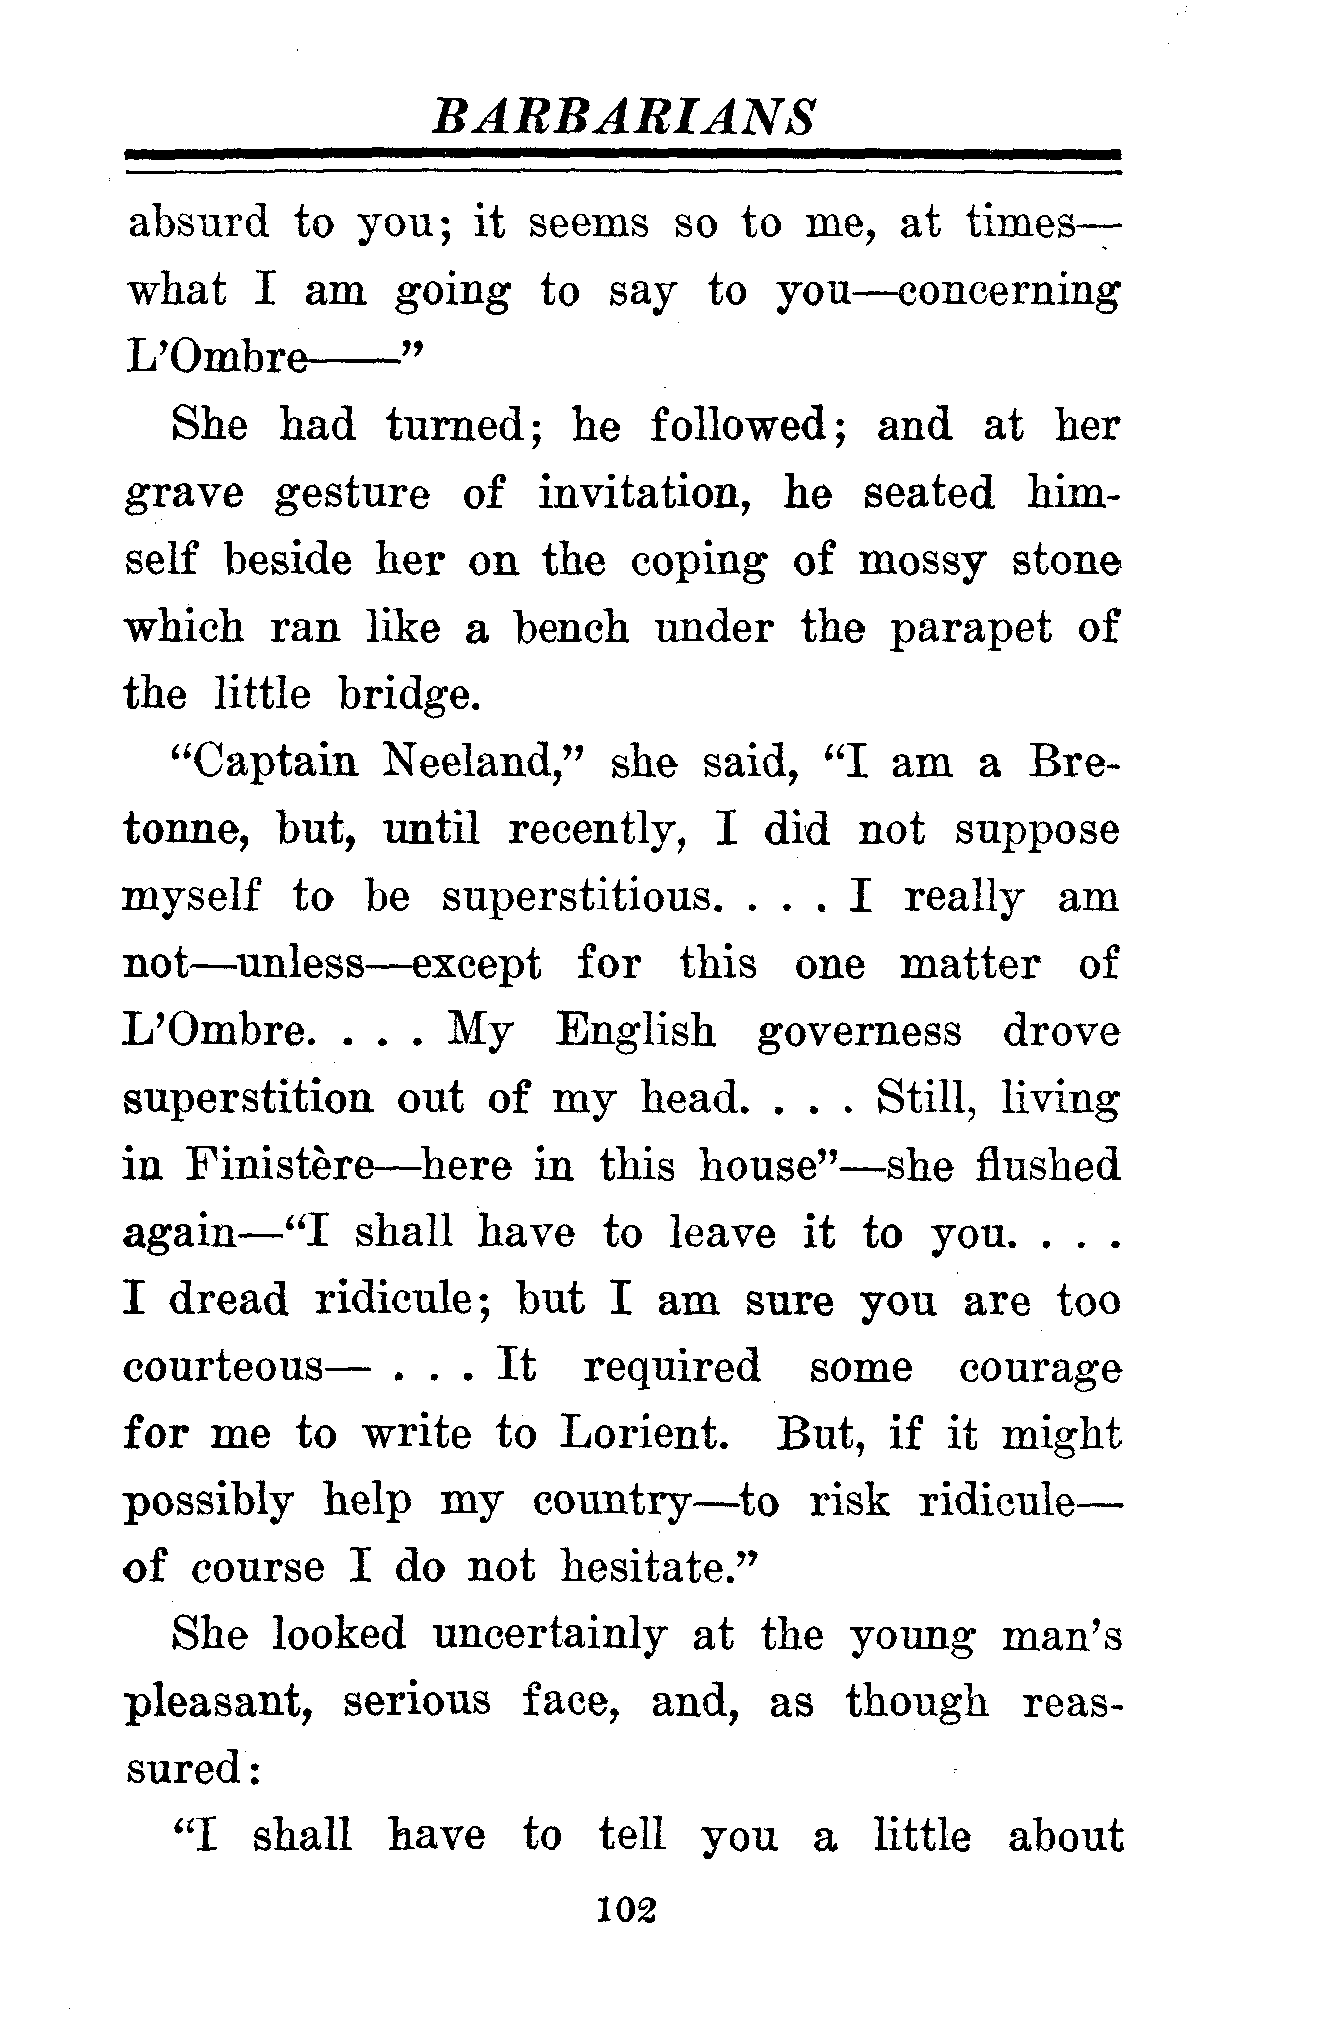 BARBARIANS
absurd to you; it seems so to me, at times—
what I am going to say to you—concerning
L'Ombre——"
She had turned; he followed; and at her
grave gesture of invitation, he seated him-
self beside her on the coping of mossy stone
which ran like a bench under the parapet of
the little bridge.
"Captain Neeland," she said, "I am a Bre-
tonne, but, until recently, I did not suppose
myself to be superstitious. . . . I really am
not—unless—except for this one matter of
L'Ombre. . . . My English governess drove
superstition out of my head. . . . Still, living
in Finistère—here in this house"—she flushed
again—"I shall have to leave it to you. . . .
I dread ridicule; but I am sure you are too
courteous— . . . It required some courage
for me to write to Lorient. But, if it might
possibly help my country—to risk ridicule—
of course I do not hesitate."
She looked uncertainly at the young man's
pleasant, serious face, and, as though reas-
sured:
"I shall have to tell you a little about
102